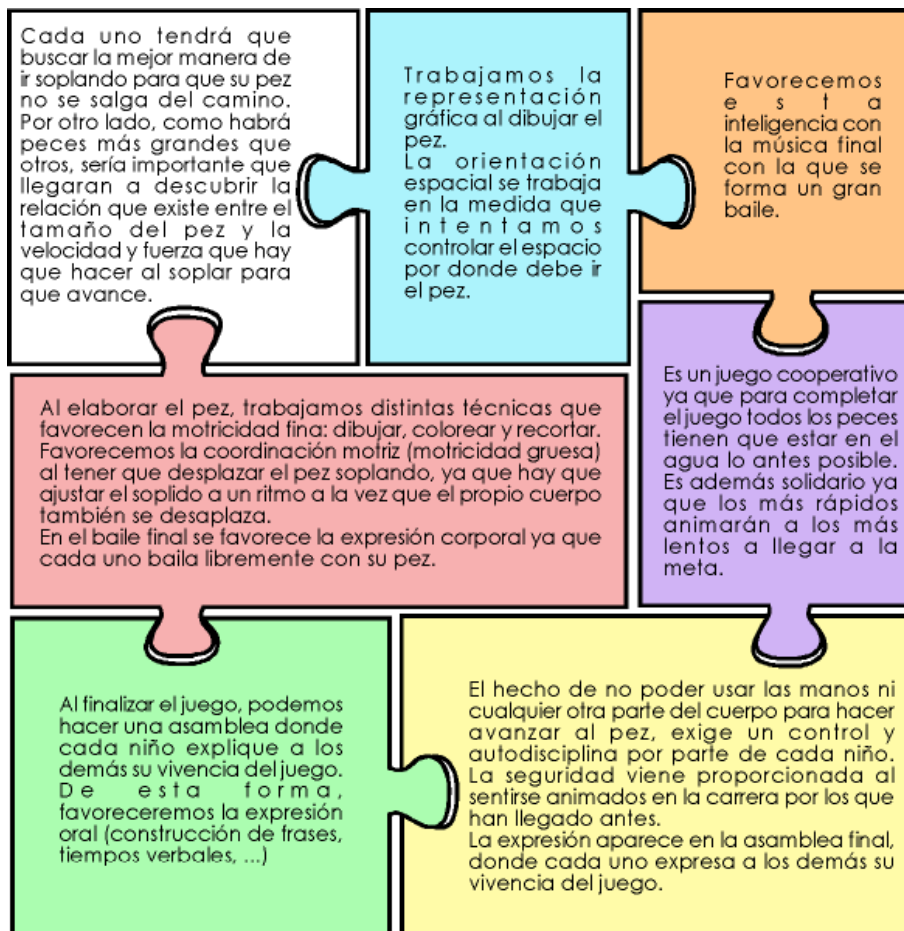 Cada uno tendrá que
buscar la mejor manera de
ir soplando para que su pez
no se salga del camino.
Por otro lado, como habrá
peces más grandes que
otros, sería importante que
llegaran a descubrir la
relación que existe entre el
tamaño del pez y la
velocidad y fuerza que hay
que hacer al soplar para
que avance.
Trabajamos la
representación
gráfica al dibujar el
pez.
La orientación
espacial se trabaja
en la medida que
intentamos
controlar el espacio
por donde debe ir
el pez.
Favorecemos
esta
inteligencia con
la música final
con la que se
forma un gran
baile.
Al elaborar el pez, trabajamos distintas técnicas que
favorecen la motricidad fina: dibujar, colorear y recortar.
Favorecemos la coordinación motriz (motricidad gruesa)
al tener que desplazar el pez soplando, ya que hay que
ajustar el soplido a un ritmo a la vez que el propio cuerpo
también se desaplaza.
En el baile final se favorece la expresión corporal ya que
cada uno baila libremente con su pez.
Es un juego cooperativo
ya que para completar
el juego todos los peces
tienen que estar en el
agua lo antes posible.
Es además solidario ya
que los más rápidos
animarán a los más
lentos a llegar a la
meta.
Al finalizar el juego, podemos
hacer una asamblea donde
cada niño explique a los
demás su vivencia del juego.
De esta forma,
favoreceremos la expresión
oral (construcción de frases,
tiempos verbales, ...)
El hecho de no poder usar las manos ni
cualquier otra parte del cuerpo para hacer
avanzar al pez, exige un control y
autodisciplina por parte de cada niño.
La seguridad viene proporcionada al
sentirse animados en la carrera por los que
han llegado antes.
La expresión aparece en la asamblea final,
donde cada uno expresa a los demás su
vivencia del juego.